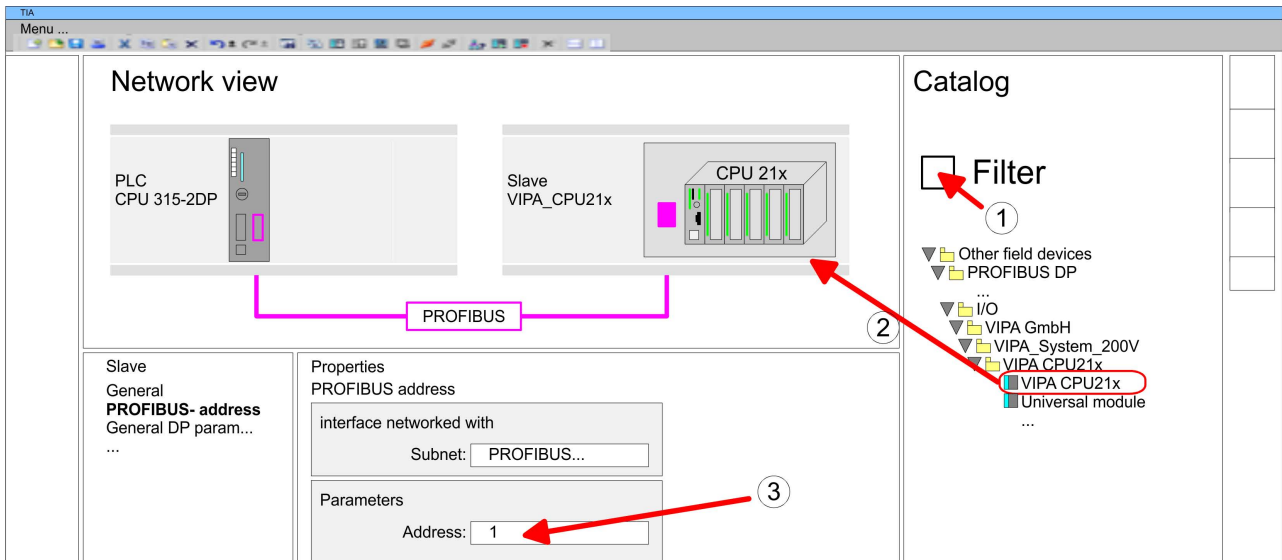 TIA
Menu ...
Network view
PLC
CPU 315-2DP
Slave
VIPA_CPU21x
CPU 21x
PROFIBUS
Catalog
Filter
1
Other field devices
PROFIBUS DP
...
I/O
VIPA GmbH
VIPA_System_200V
VIPA CPU21x
VIPA CPU21x
Universal module
...
2
Slave
General
PROFIBUS- address
General DP param...
...
Properties
PROFIBUS address
interface networked with
Subnet: PROFIBUS...
Parameters
Address: 1
3